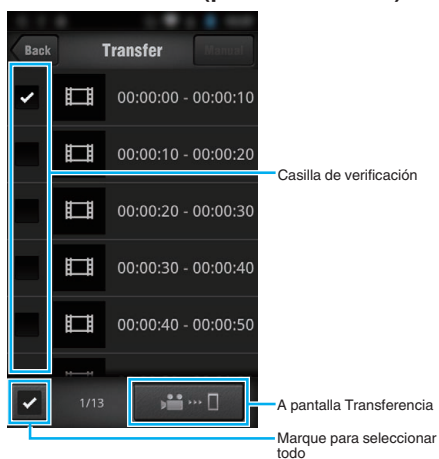 Back Transfer Manual
00:00:00 - 00:00:10
00:00:10 - 00:00:20
Casilla de verificación
00:00:20 - 00:00:30
00:00:30 - 00:00:40
00:00:40 - 00:00:50
1/13
A pantalla Transferencia
Marque para seleccionar
todo